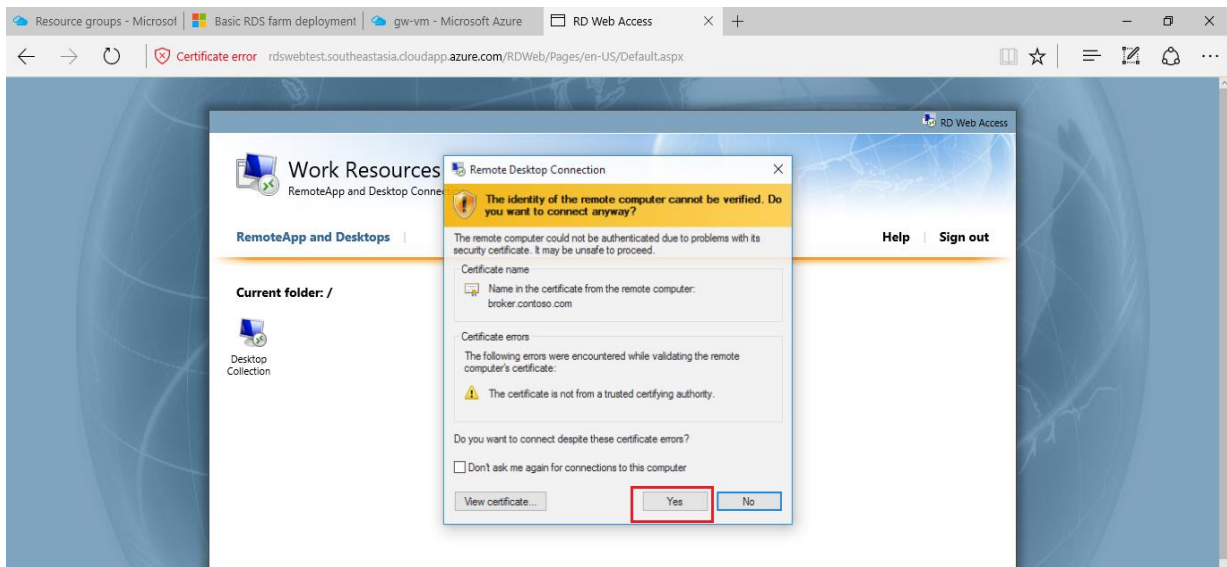 Resource groups - Microsof
Basic RDS farm deployment
gw-vm - Microsoft Azure
RD Web Access
Certificate error
rdswebtest.southeastasia.cloudapp.azure.com/RDWeb/Pages/en-US/Default.aspx
RD Web Access
Work Resources
RemoteApp and Desktop Conne
RemoteApp and Desktops
Help
Sign out
Current folder: /
Desktop
Collection
Remote Desktop Connection
The identity of the remote computer cannot be verified. Do
you want to connect anyway?
The remote computer could not be authenticated due to problems with its
security certificate. It may be unsafe to proceed.
Certificate name
Name in the certificate from the remote computer:
broker.contoso.com
Certificate errors
The following errors were encountered while validating the remote
computer's certificate:
The certificate is not from a trusted certifying authority.
Do you want to connect despite these certificate errors?
Don't ask me again for connections to this computer
View certificate...
Yes
No